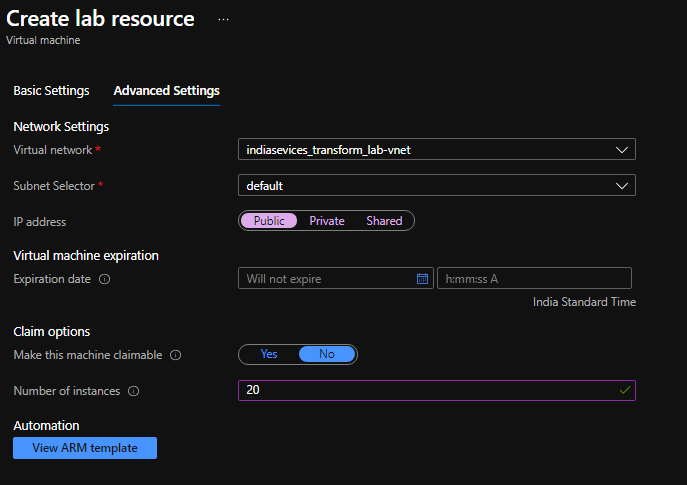 Create lab resource ...
Virtual machine
Basic Settings Advanced Settings
Network Settings
Virtual network * indiasevices_transform_lab-vnet
Subnet Selector * default
IP address Public Private Shared
Virtual machine expiration
Expiration date Will not expire h:mm:ss A
India Standard Time
Claim options
Make this machine claimable Yes No
Number of instances 20
Automation
View ARM template